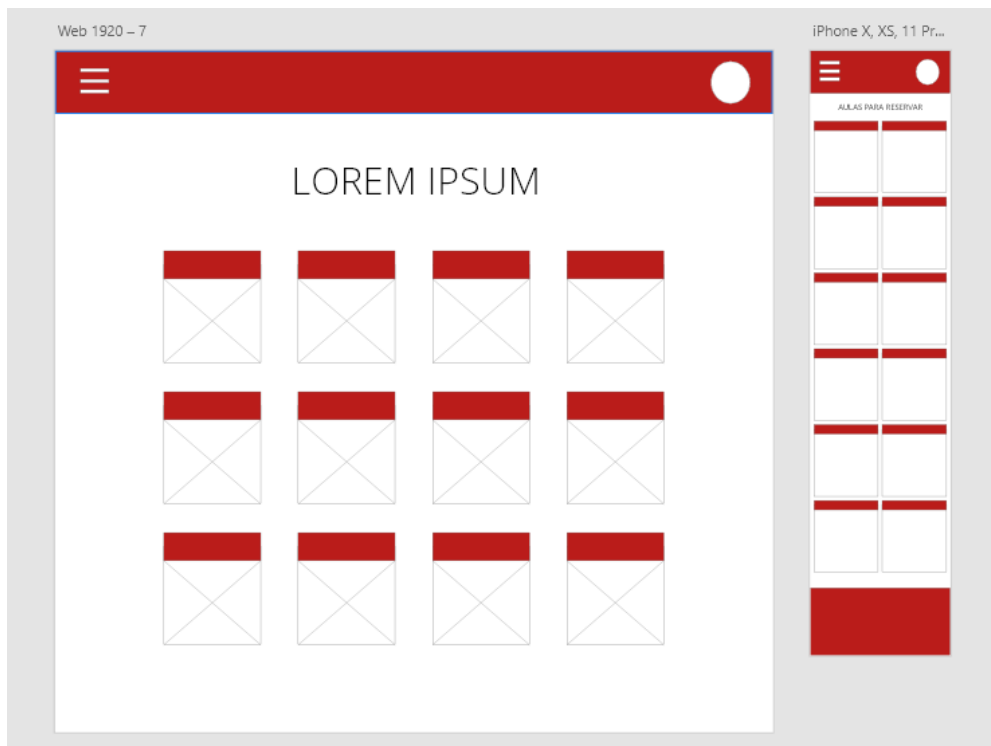 Web 1920 – 7
iPhone X, XS, 11 Pr...
LOREM IPSUM
AULAS PARA RESERVAR